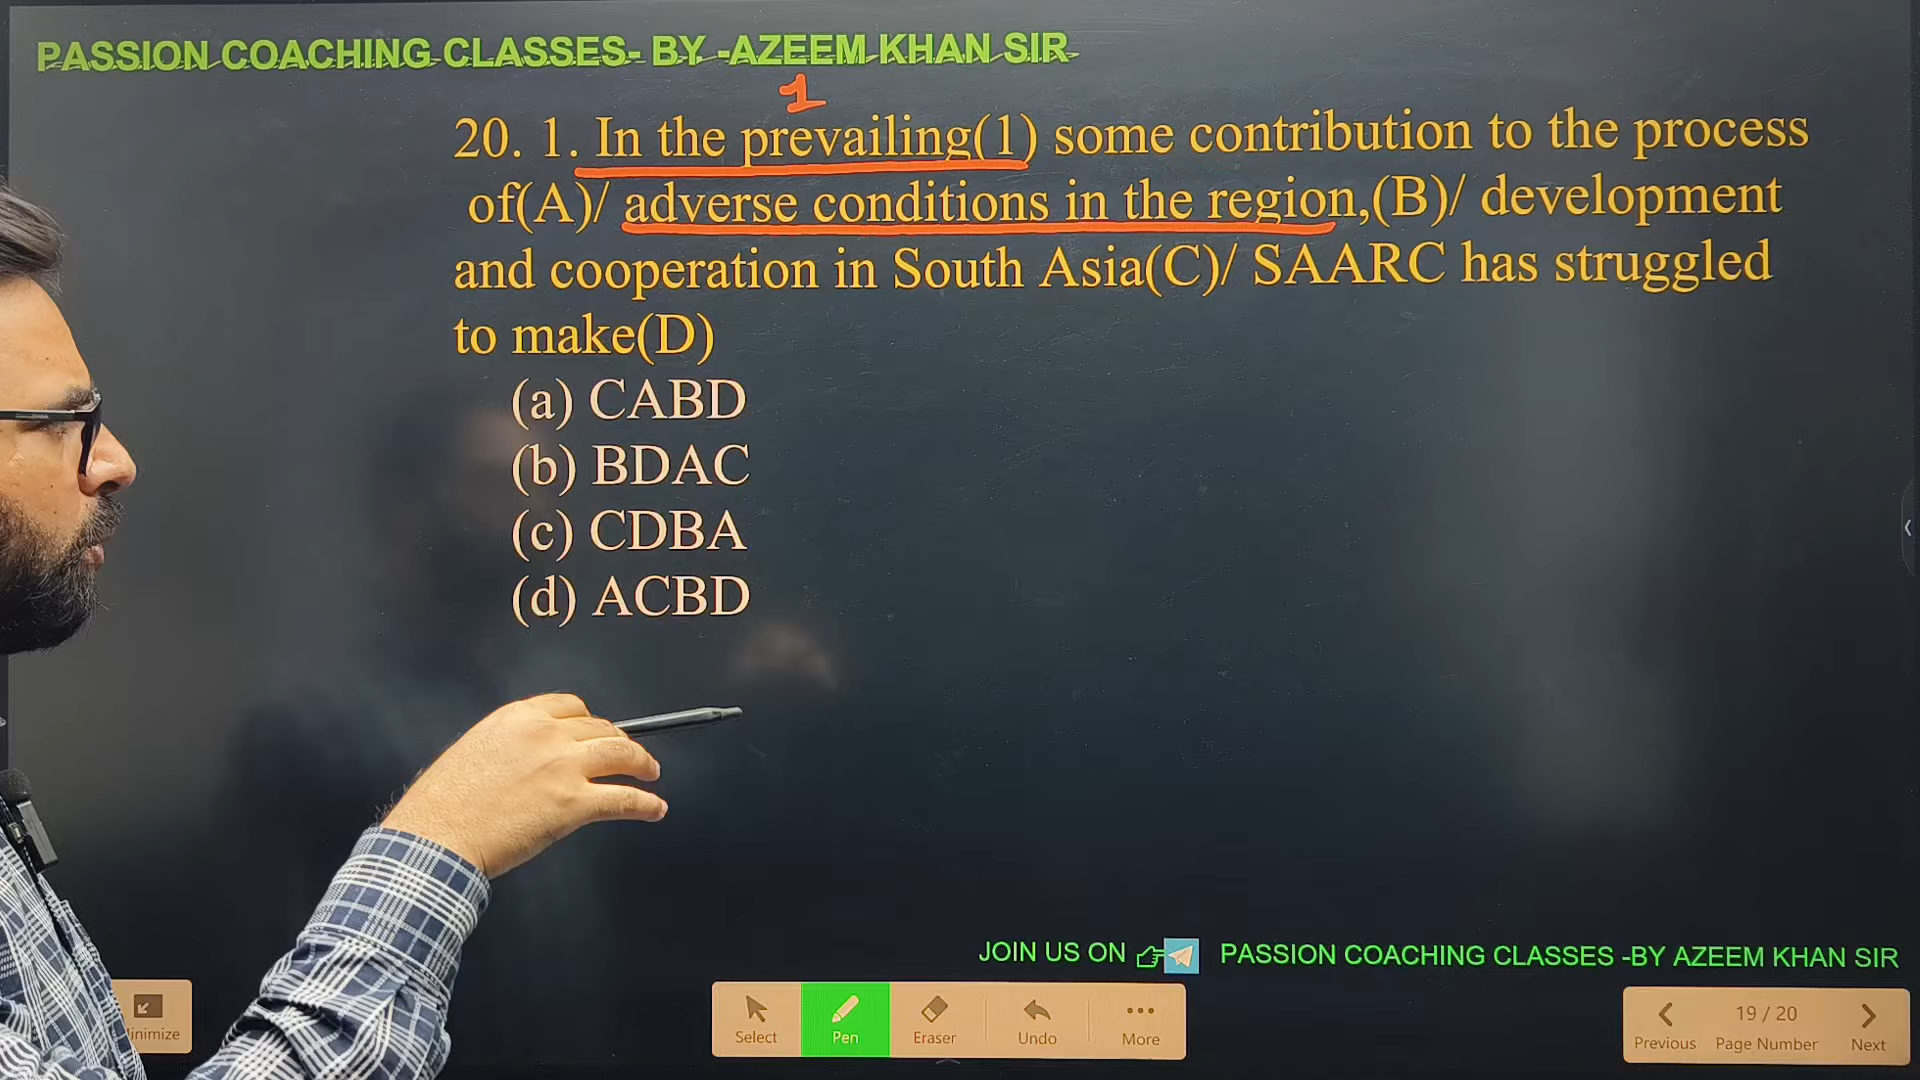 PASSION COACHING CLASSES- BY -AZEEM KHAN SIR
1
20. 1. In the prevailing(1) some contribution to the process
of(A)/ adverse conditions in the region,(B)/ development
and cooperation in South Asia(C)/ SAARC has struggled
to make(D)
(a) CABD
(b) BDAC
(c) CDBA
(d) ACBD
JOIN US ON PASSION COACHING CLASSES -BY AZEEM KHAN SIR
inimize
Select Pen Eraser Undo More
19 / 20
Previous Page Number Next